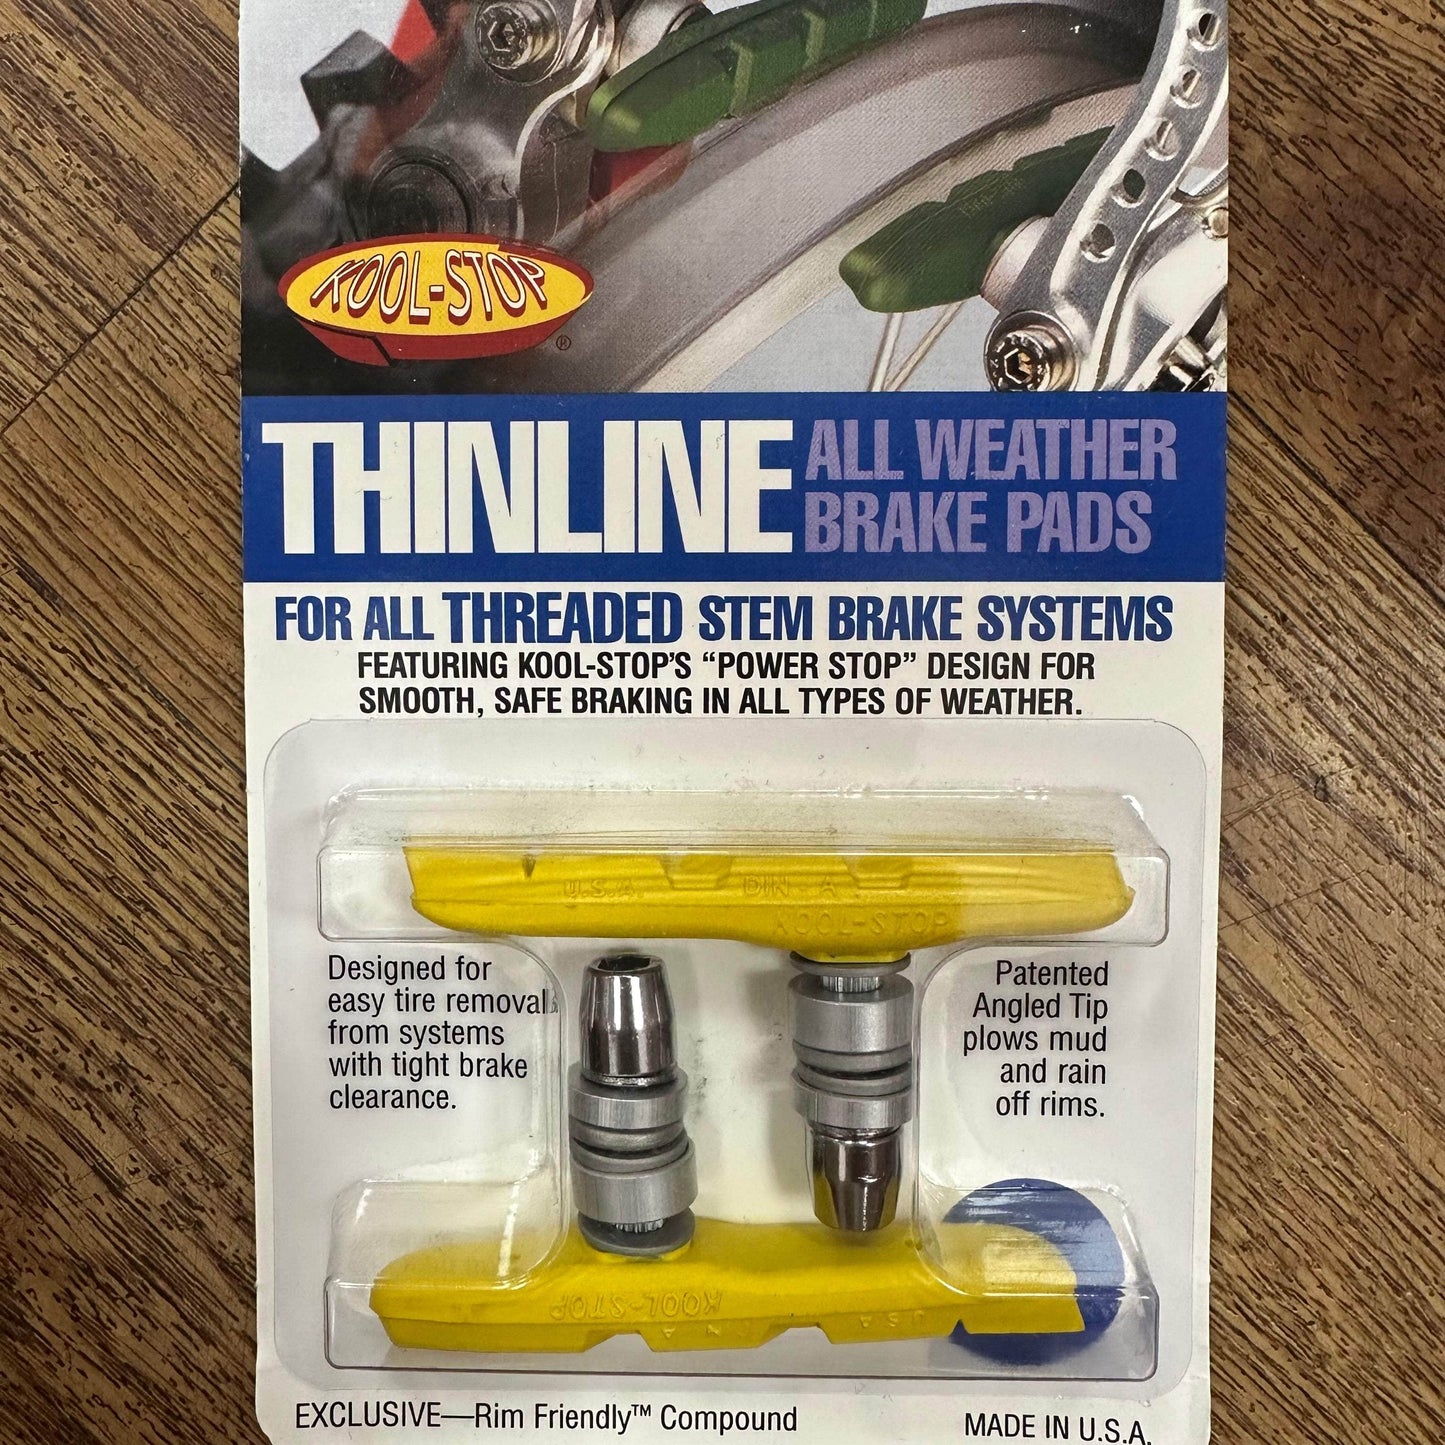 KOOL-STOP
®
THINLINE
ALL WEATHER
BRAKE PADS
FOR ALL THREADED STEM BRAKE SYSTEMS
FEATURING KOOL-STOP'S “POWER STOP” DESIGN FOR
SMOOTH, SAFE BRAKING IN ALL TYPES OF WEATHER.
U.S.A. DIN - A
KOOL-STOP
Designed for
easy tire removal
from systems
with tight brake
clearance.
Patented
Angled Tip
plows mud
and rain
off rims.
KOOL-STOP
USA
EXCLUSIVE—Rim Friendly™ Compound
MADE IN U.S.A.